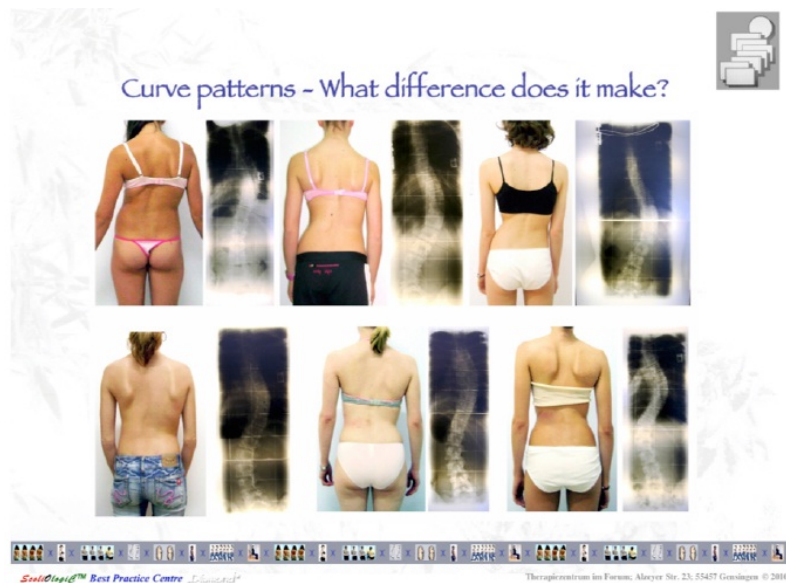 Curve patterns - What difference does it make?
ScoliOlogiC™ Best Practice Centre
Therapiezentrum im Forum; Alzeyer Str. 23; 55457 Gensingen © 2010